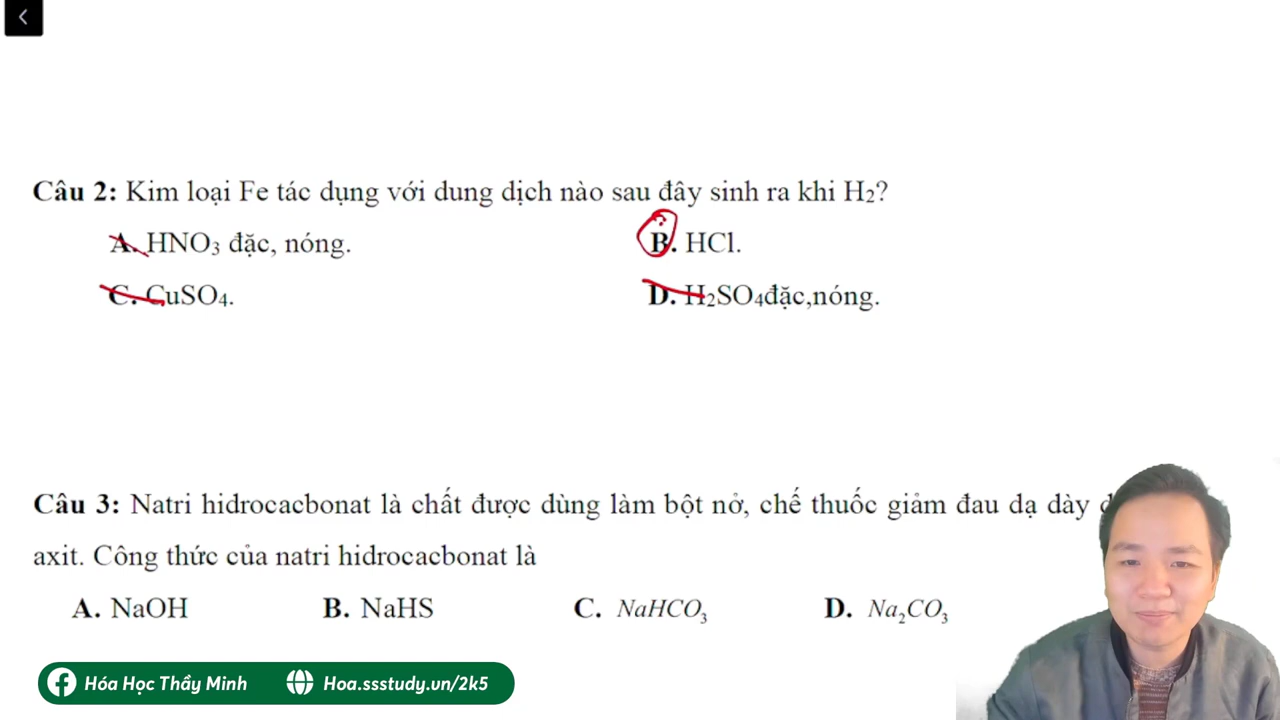 Câu 2: Kim loại Fe tác dụng với dung dịch nào sau đây sinh ra khi H₂?
A. HNO₃ đặc, nóng. B. HCl.
C. CuSO₄. D. H₂SO₄đặc,nóng.
Câu 3: Natri hidrocacbonat là chất được dùng làm bột nở, chế thuốc giảm đau dạ dày
axit. Công thức của natri hidrocacbonat là
A. NaOH B. NaHS C. NaHCO₃ D. Na₂CO₃
Hóa Học Thầy Minh Hoa.ssstudy.vn/2k5